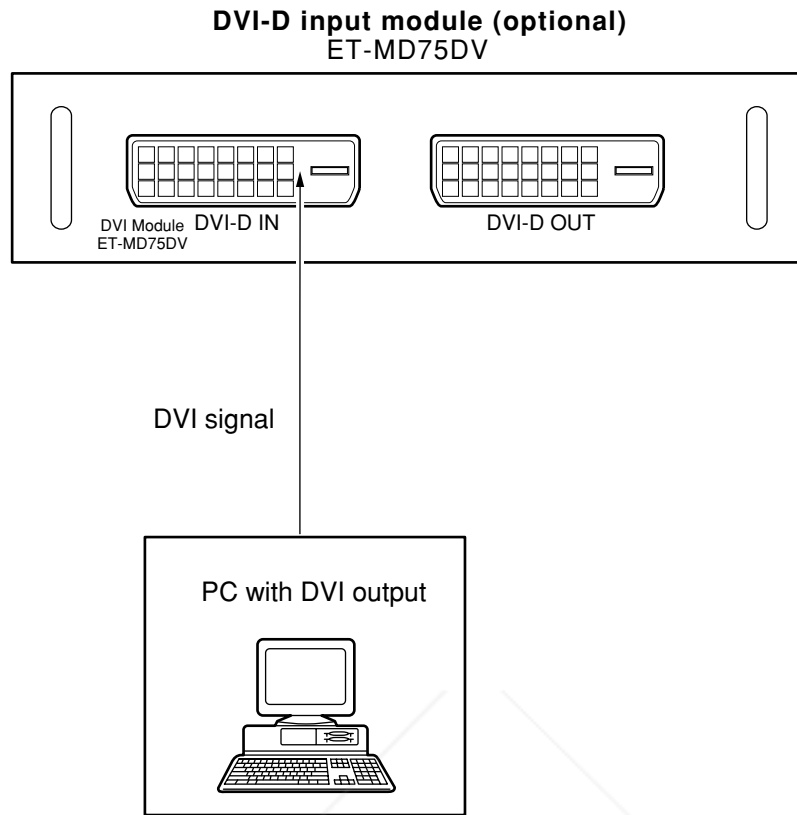 DVI-D input module (optional)
ET-MD75DV
DVI Module
ET-MD75DV
DVI-D IN
DVI-D OUT
DVI signal
PC with DVI output